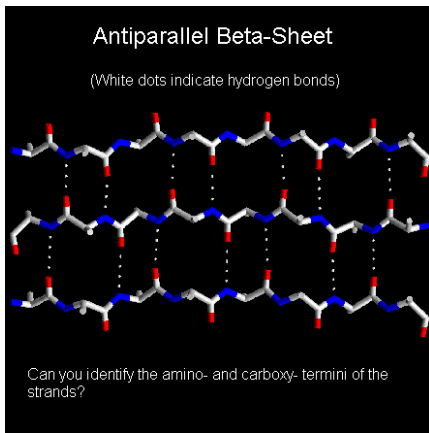 Antiparallel Beta-Sheet
(White dots indicate hydrogen bonds)
Can you identify the amino- and carboxy- termini of the
strands?